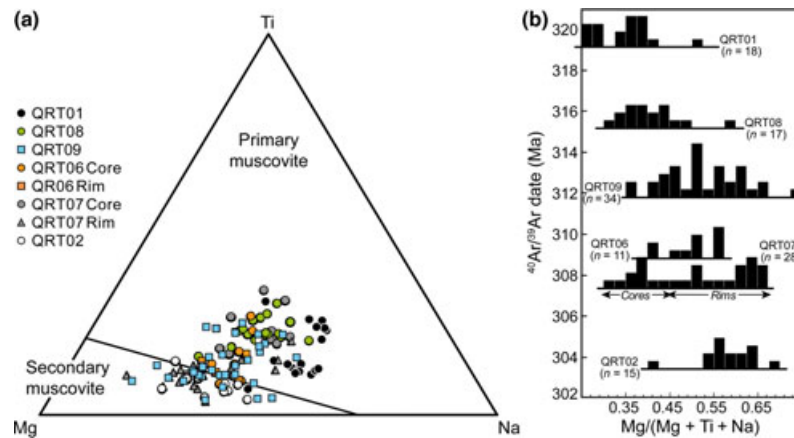 (a)
Ti
Primary
muscovite
QRT01
QRT08
QRT09
QRT06 Core
QR06 Rim
QRT07 Core
QRT07 Rim
QRT02
Secondary
muscovite
Mg
Na
(b)
⁴⁰Ar/³⁹Ar date (Ma)
320
318
316
314
312
310
308
306
304
302
QRT01
(n = 18)
QRT08
(n = 17)
QRT09
(n = 34)
QRT06
(n = 11)
QRT07
(n = 28)
Cores
Rims
QRT02
(n = 15)
0.35
0.45
0.55
0.65
Mg/(Mg + Ti + Na)